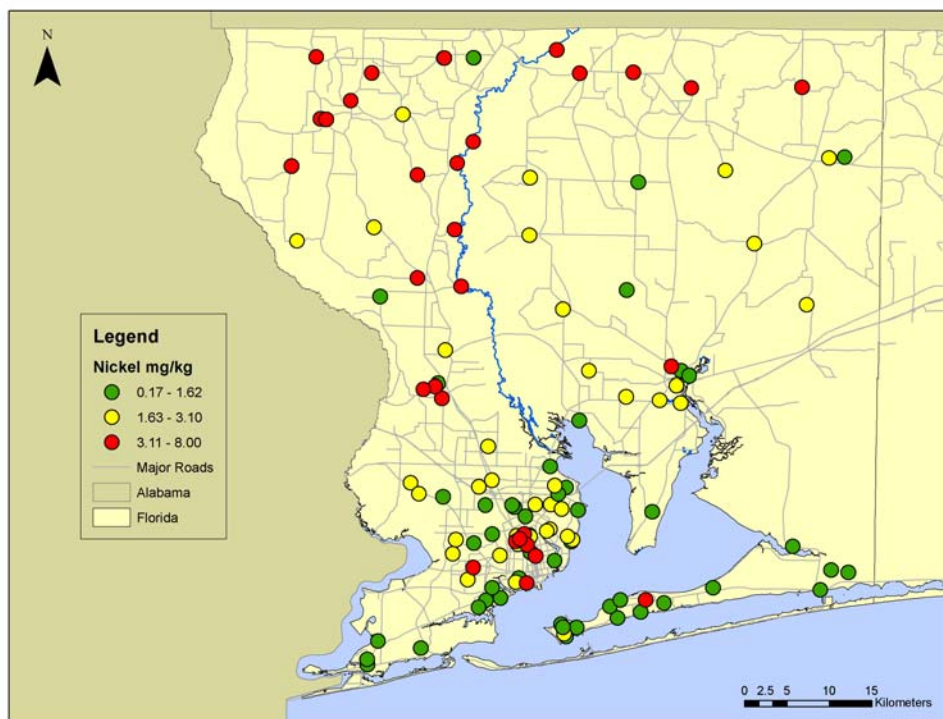 N
Legend
Nickel mg/kg
0.17 - 1.62
1.63 - 3.10
3.11 - 8.00
Major Roads
Alabama
Florida
0 2.5 5 10 15
Kilometers